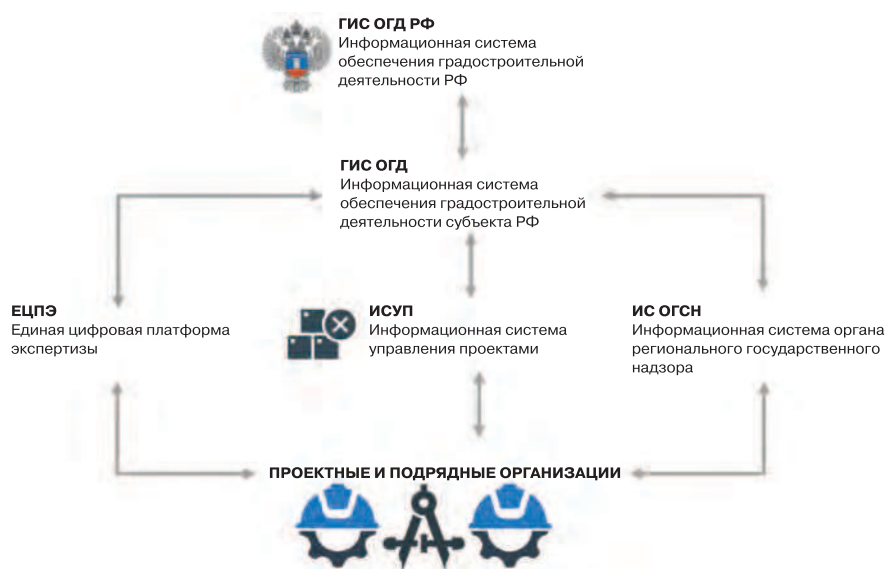 ГИС ОГД РФ
Информационная система
обеспечения градостроительной
деятельности РФ
ГИС ОГД
Информационная система
обеспечения градостроительной
деятельности субъекта РФ
ЕЦПЭ
Единая цифровая платформа
экспертизы
ИСУП
Информационная система
управления проектами
ИС ОГСН
Информационная система органа
регионального государственного
надзора
ПРОЕКТНЫЕ И ПОДРЯДНЫЕ ОРГАНИЗАЦИИ